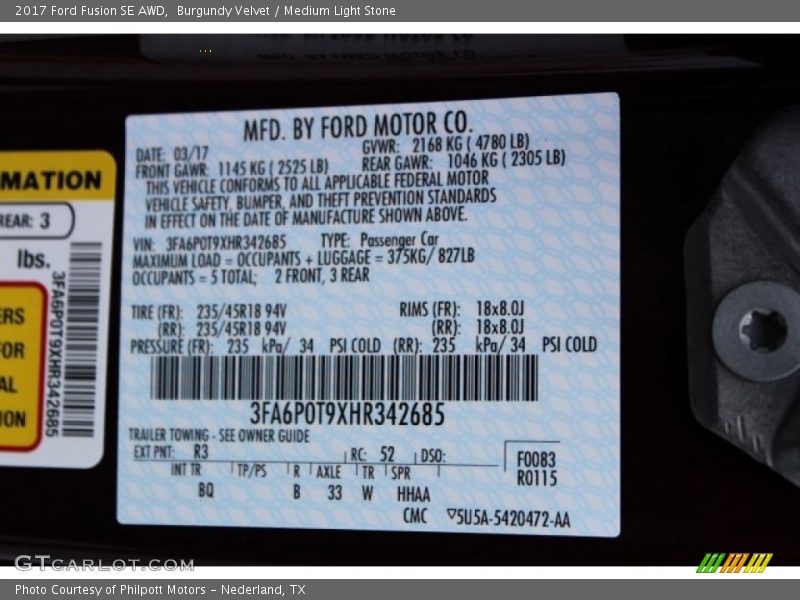 2017 Ford Fusion SE AWD, Burgundy Velvet / Medium Light Stone
MFD. BY FORD MOTOR CO.
DATE: 03/17 GVWR: 2168 KG ( 4780 LB)
FRONT GAWR: 1145 KG ( 2525 LB) REAR GAWR: 1046 KG ( 2305 LB)
THIS VEHICLE CONFORMS TO ALL APPLICABLE FEDERAL MOTOR
VEHICLE SAFETY, BUMPER, AND THEFT PREVENTION STANDARDS
IN EFFECT ON THE DATE OF MANUFACTURE SHOWN ABOVE.
VIN: 3FA6P0T9XHR342685 TYPE: Passenger Car
MAXIMUM LOAD = OCCUPANTS + LUGGAGE = 375KG/ 827LB
OCCUPANTS = 5 TOTAL; 2 FRONT, 3 REAR
TIRE (FR): 235/45R18 94V RIMS (FR): 18x8.0J
(RR): 235/45R18 94V (RR): 18x8.0J
PRESSURE (FR): 235 kPa/ 34 PSI COLD (RR): 235 kPa/ 34 PSI COLD
3FA6P0T9XHR342685
TRAILER TOWING - SEE OWNER GUIDE
EXT PNT: R3 RC: 52 DSO:
INT TR TP/PS R AXLE TR SPR
BQ B 33 W HHAA
F0083
R0115
CMC 5U5A-5420472-AA
MATION
REAR: 3
lbs.
3FA6P0T9XHR342685
ERS
FOR
AL
ION
GTCARLOT.COM
Photo Courtesy of Philpott Motors - Nederland, TX